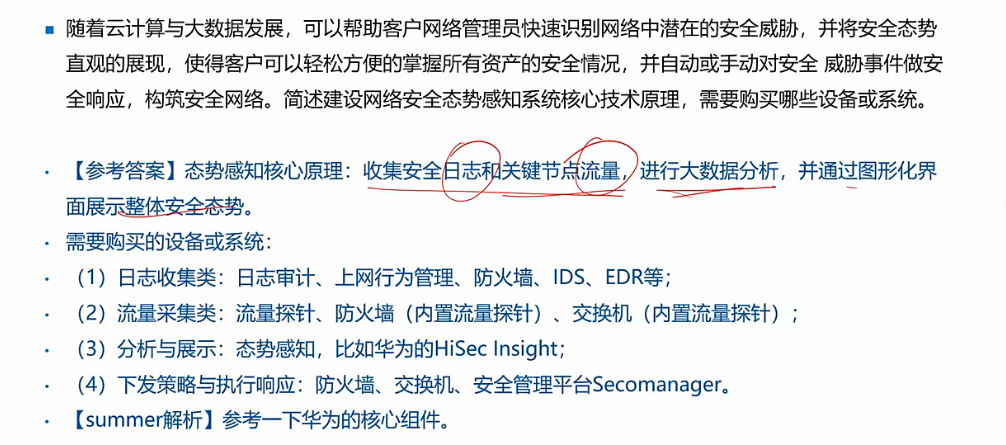 ▪ 随着云计算与大数据发展，可以帮助客户网络管理员快速识别网络中潜在的安全威胁，并将安全态势
直观的展现，使得客户可以轻松方便的掌握所有资产的安全情况，并自动或手动对安全 威胁事件做安
全响应，构筑安全网络。简述建设网络安全态势感知系统核心技术原理，需要购买哪些设备或系统。
• 【参考答案】态势感知核心原理：收集安全日志和关键节点流量，进行大数据分析，并通过图形化界
面展示整体安全态势。
• 需要购买的设备或系统：
• （1）日志收集类：日志审计、上网行为管理、防火墙、IDS、EDR等；
• （2）流量采集类：流量探针、防火墙（内置流量探针）、交换机（内置流量探针）；
• （3）分析与展示：态势感知，比如华为的HiSec Insight；
• （4）下发策略与执行响应：防火墙、交换机、安全管理平台Secomanager。
• 【summer解析】参考一下华为的核心组件。